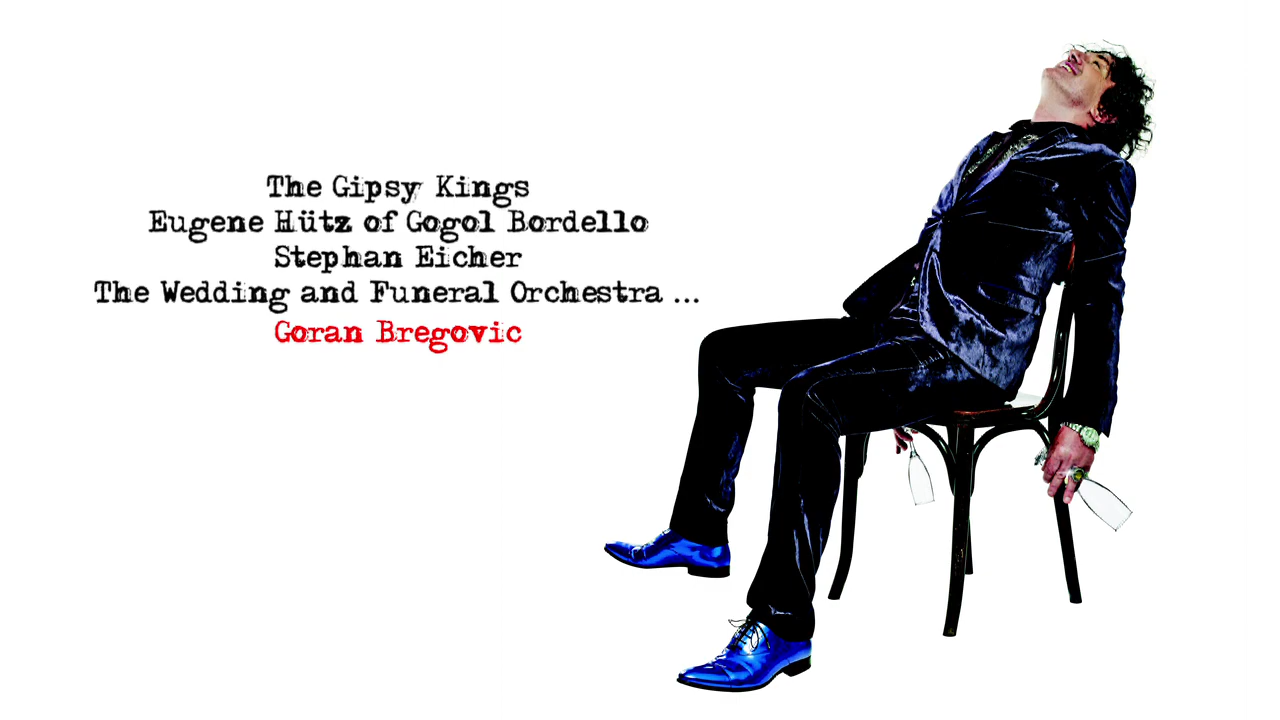 The Gipsy Kings
Eugene Hütz of Gogol Bordello
Stephan Eicher
The Wedding and Funeral Orchestra ...
Goran Bregovic